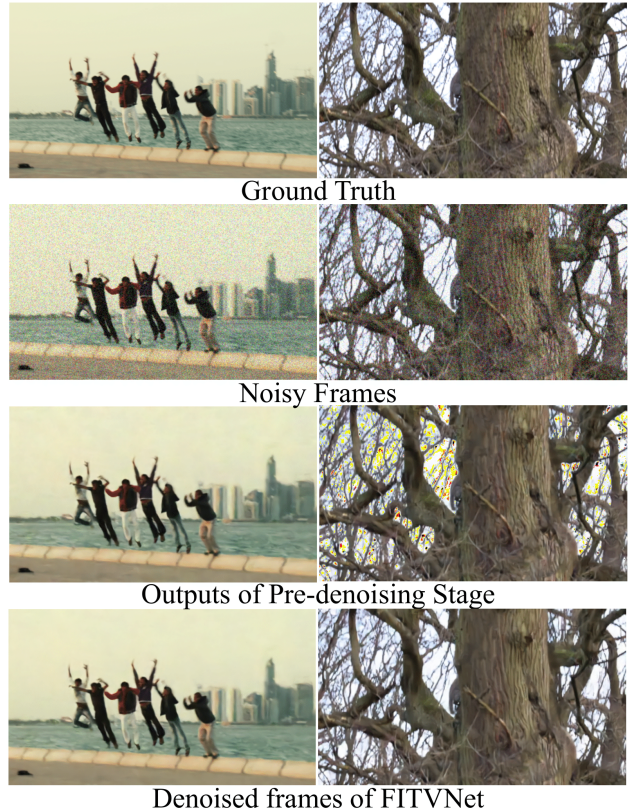 Ground Truth
Noisy Frames
Outputs of Pre-denoising Stage
Denoised frames of FITVNet